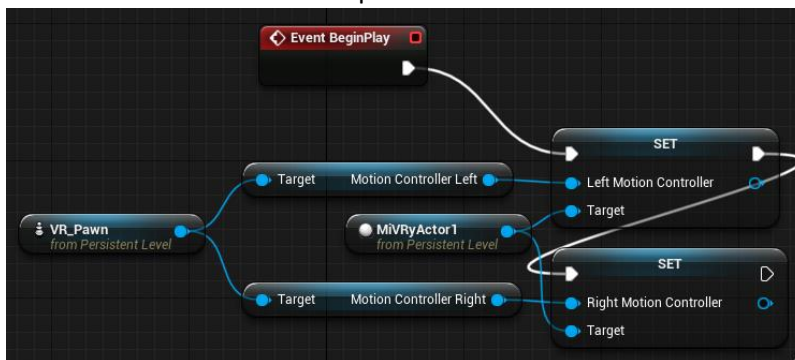 Event BeginPlay
SET
Target Motion Controller Left
Left Motion Controller
Target
VR_Pawn
from Persistent Level
MiVRyActor1
from Persistent Level
SET
Target Motion Controller Right
Right Motion Controller
Target